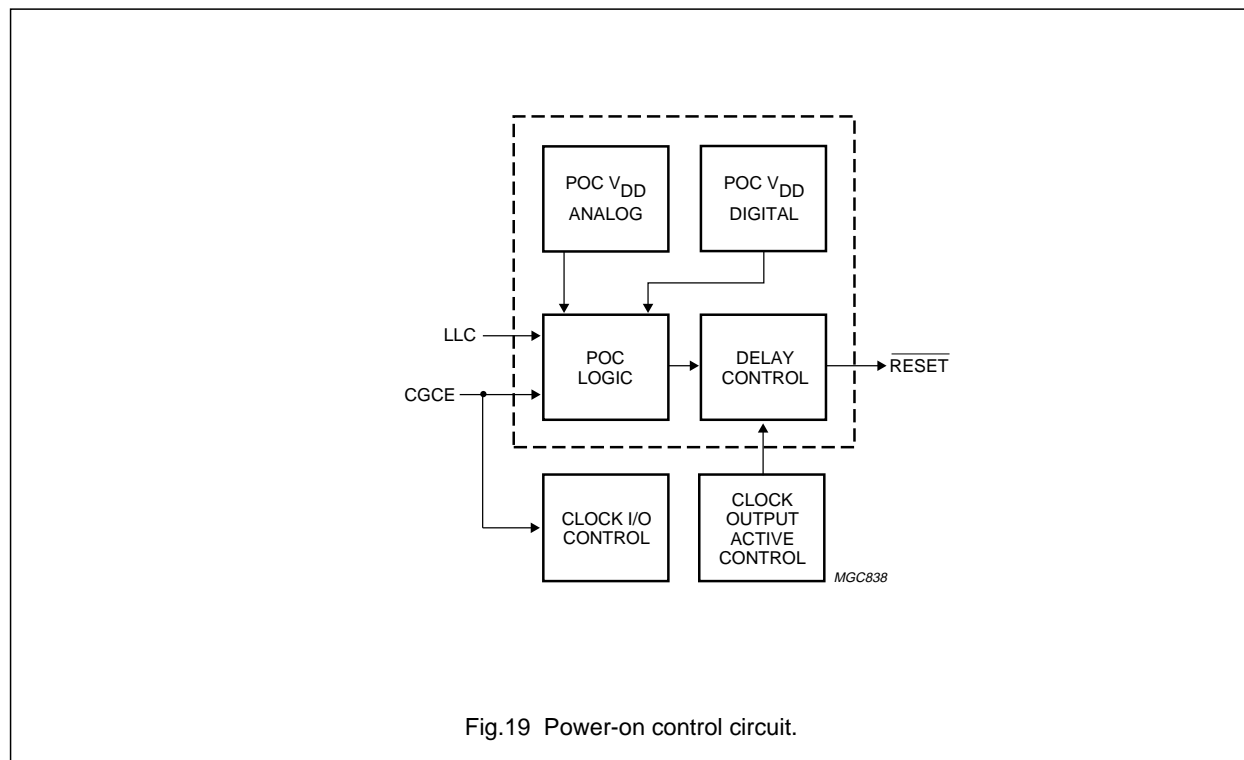 POC VDD
ANALOG
POC VDD
DIGITAL
LLC
POC
LOGIC
DELAY
CONTROL
RESET
CGCE
CLOCK I/O
CONTROL
CLOCK
OUTPUT
ACTIVE
CONTROL
MGC838
Fig.19 Power-on control circuit.